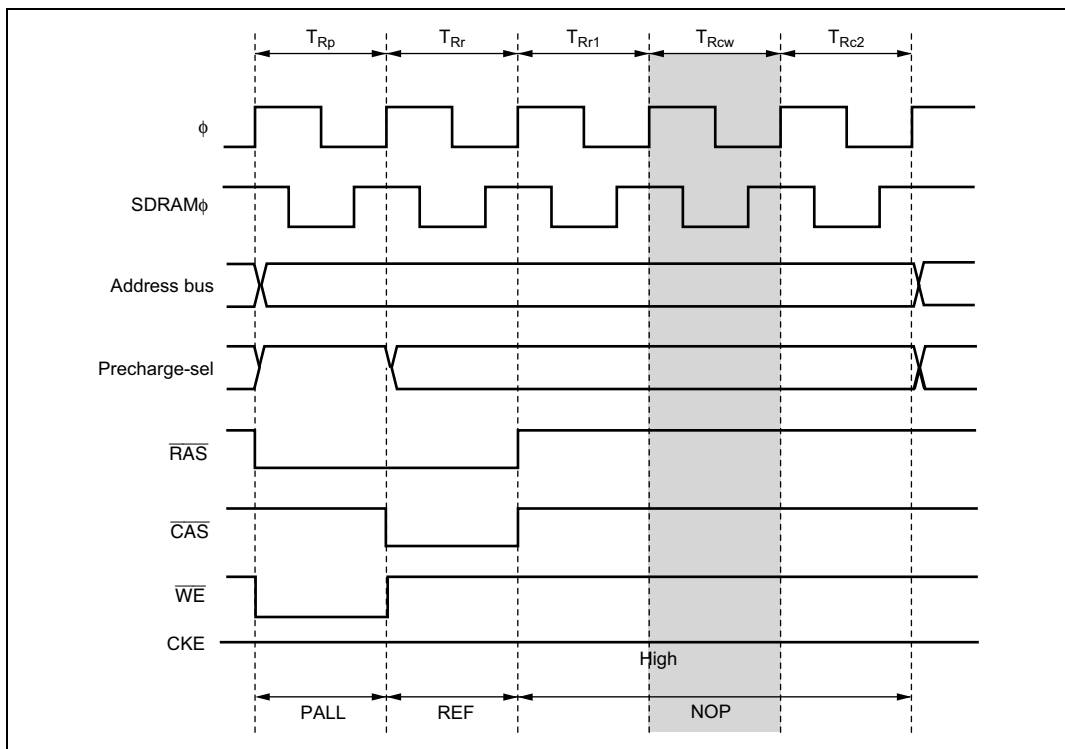 TRp TRr TRr1 TRcw TRc2
ϕ
SDRAMϕ
Address bus
Precharge-sel
RAS
CAS
WE
CKE
High
PALL REF NOP